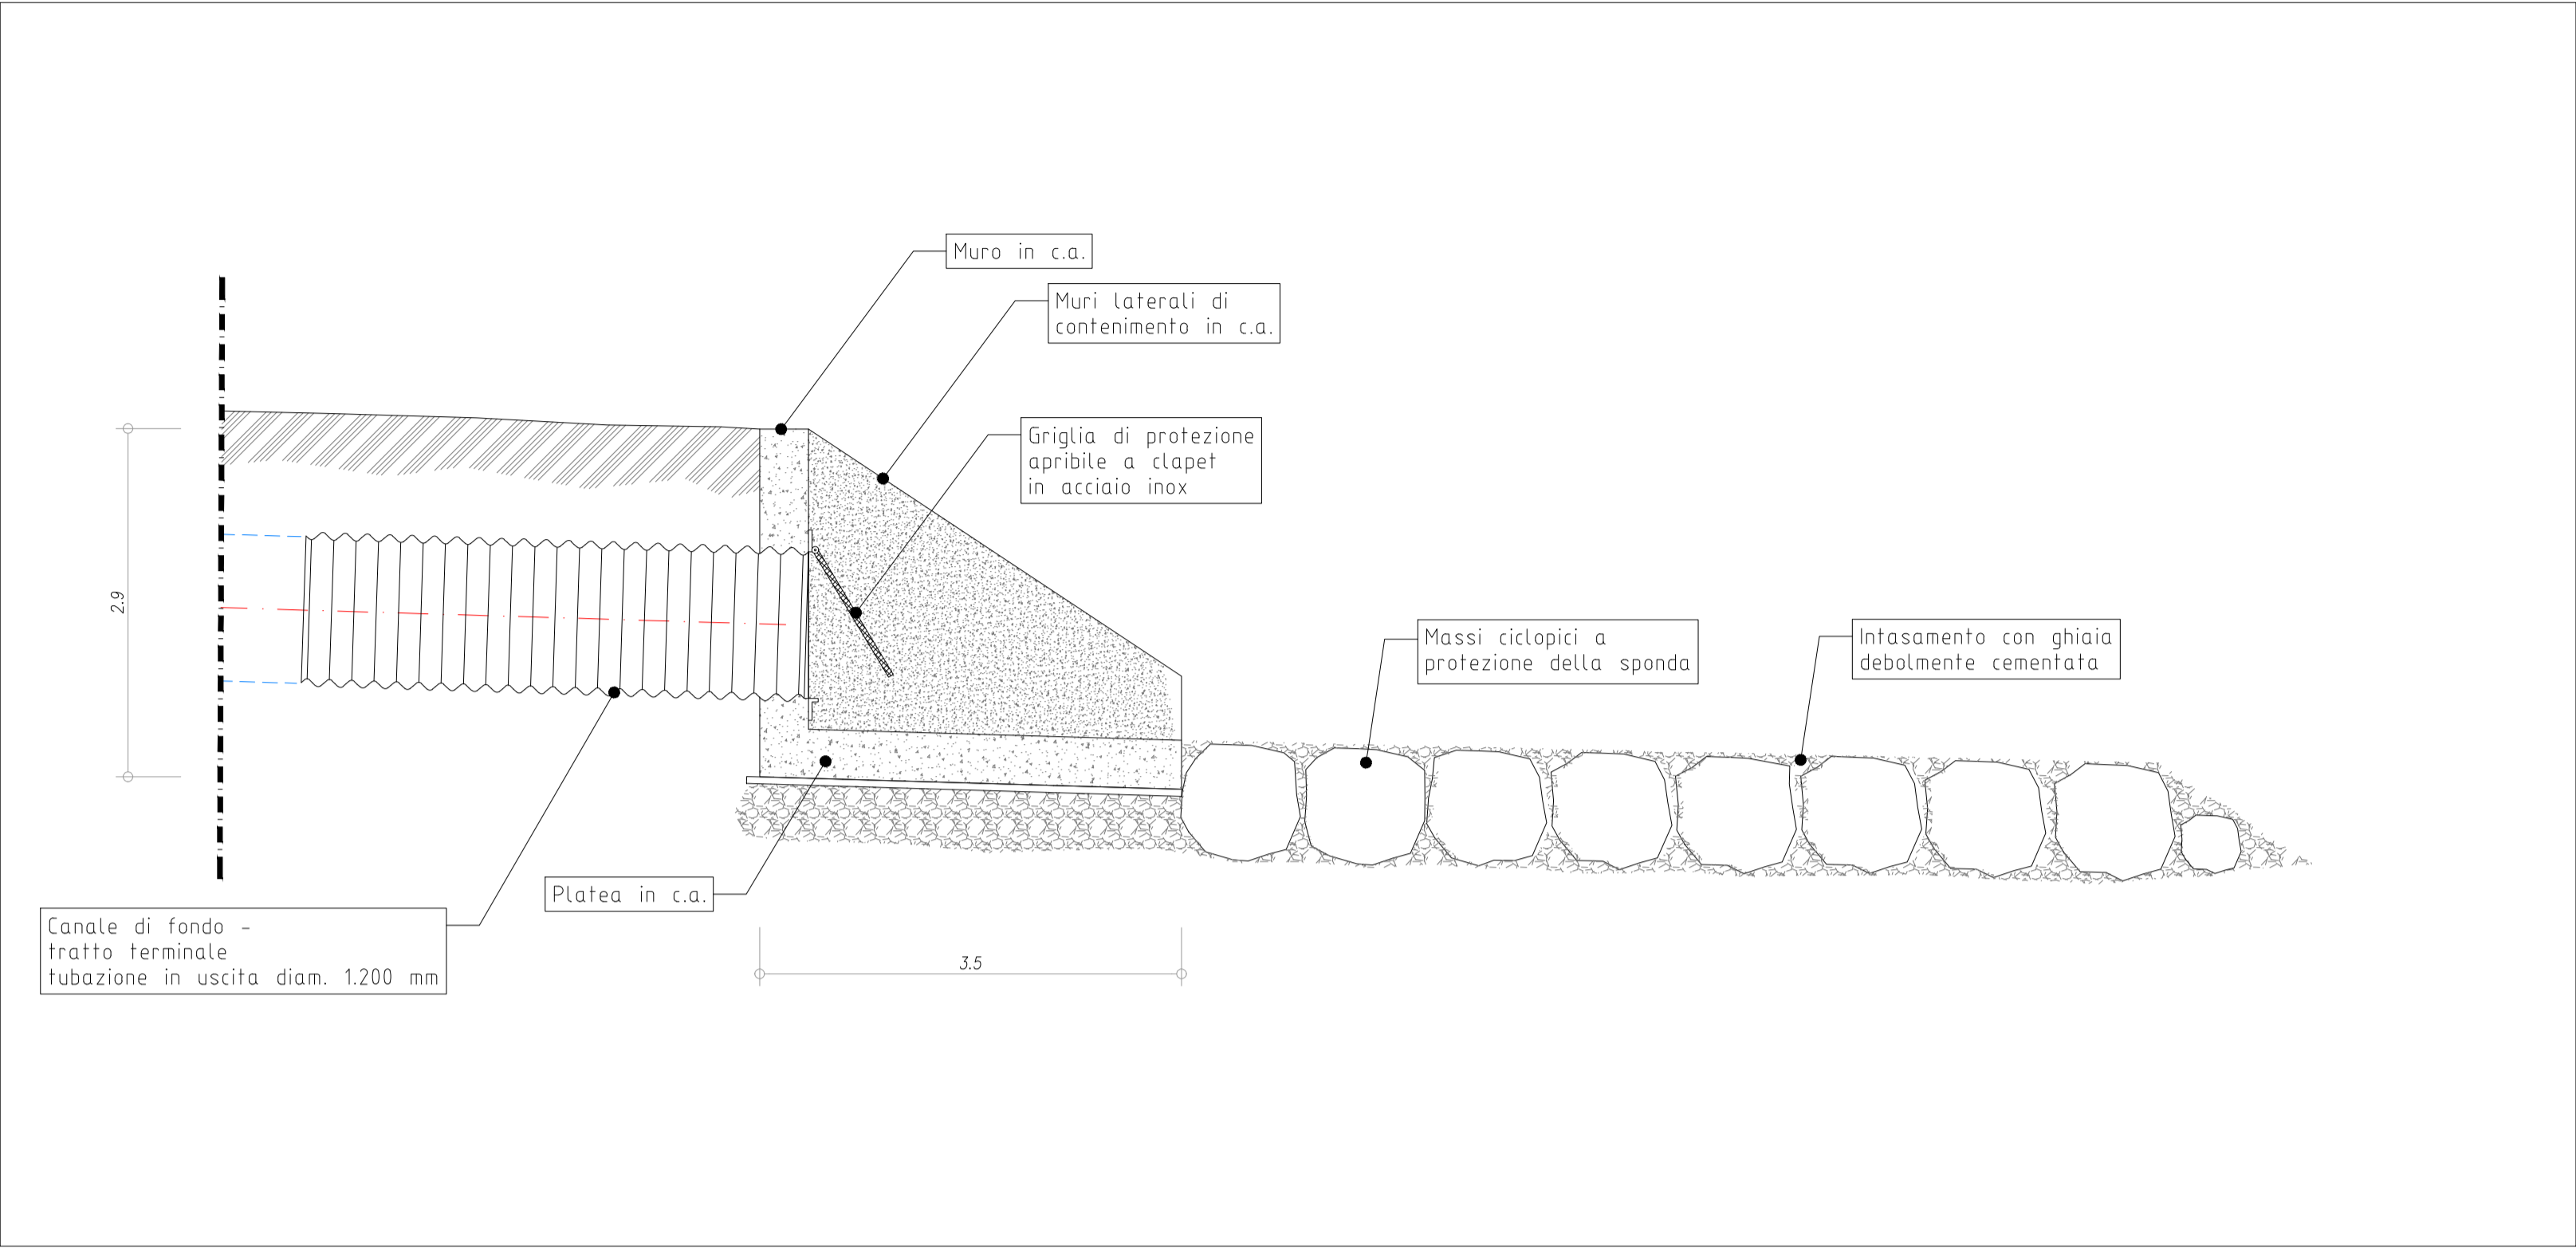 Muro in c.a.
Muri laterali di
contenimento in c.a.
Griglia di protezione
apribile a clapet
in acciaio inox
2.9
Massi ciclopici a
protezione della sponda
Intasamento con ghiaia
debolmente cementata
Platea in c.a.
Canale di fondo -
tratto terminale
tubazione in uscita diam. 1.200 mm
3.5